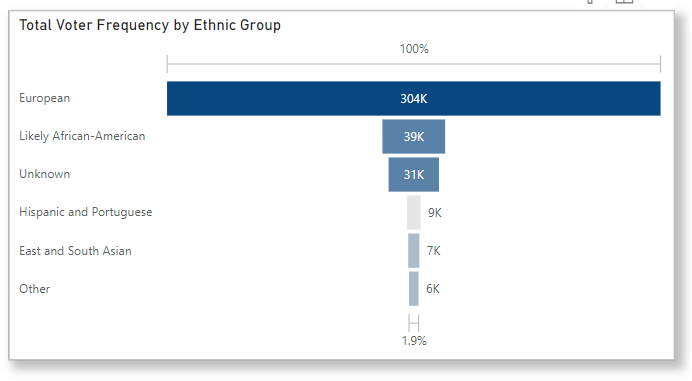 Total Voter Frequency by Ethnic Group
100%
European 304K
Likely African-American 39K
Unknown 31K
Hispanic and Portuguese 9K
East and South Asian 7K
Other 6K
1.9%